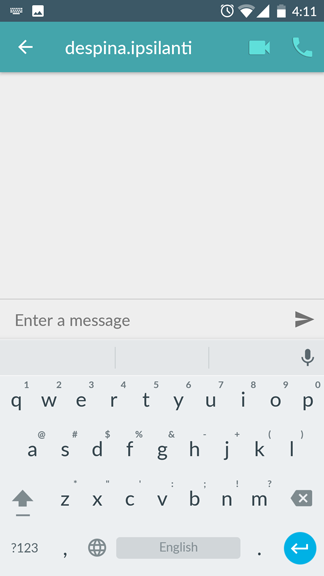 4:11
despina.ipsilanti
Enter a message
1 2 3 4 5 6 7 8 9 0
q w e r t y u i o p
@ # $ % & - + ( )
a s d f g h j k l
* " ' : ; ! ?
z x c v b n m
?123 , English .